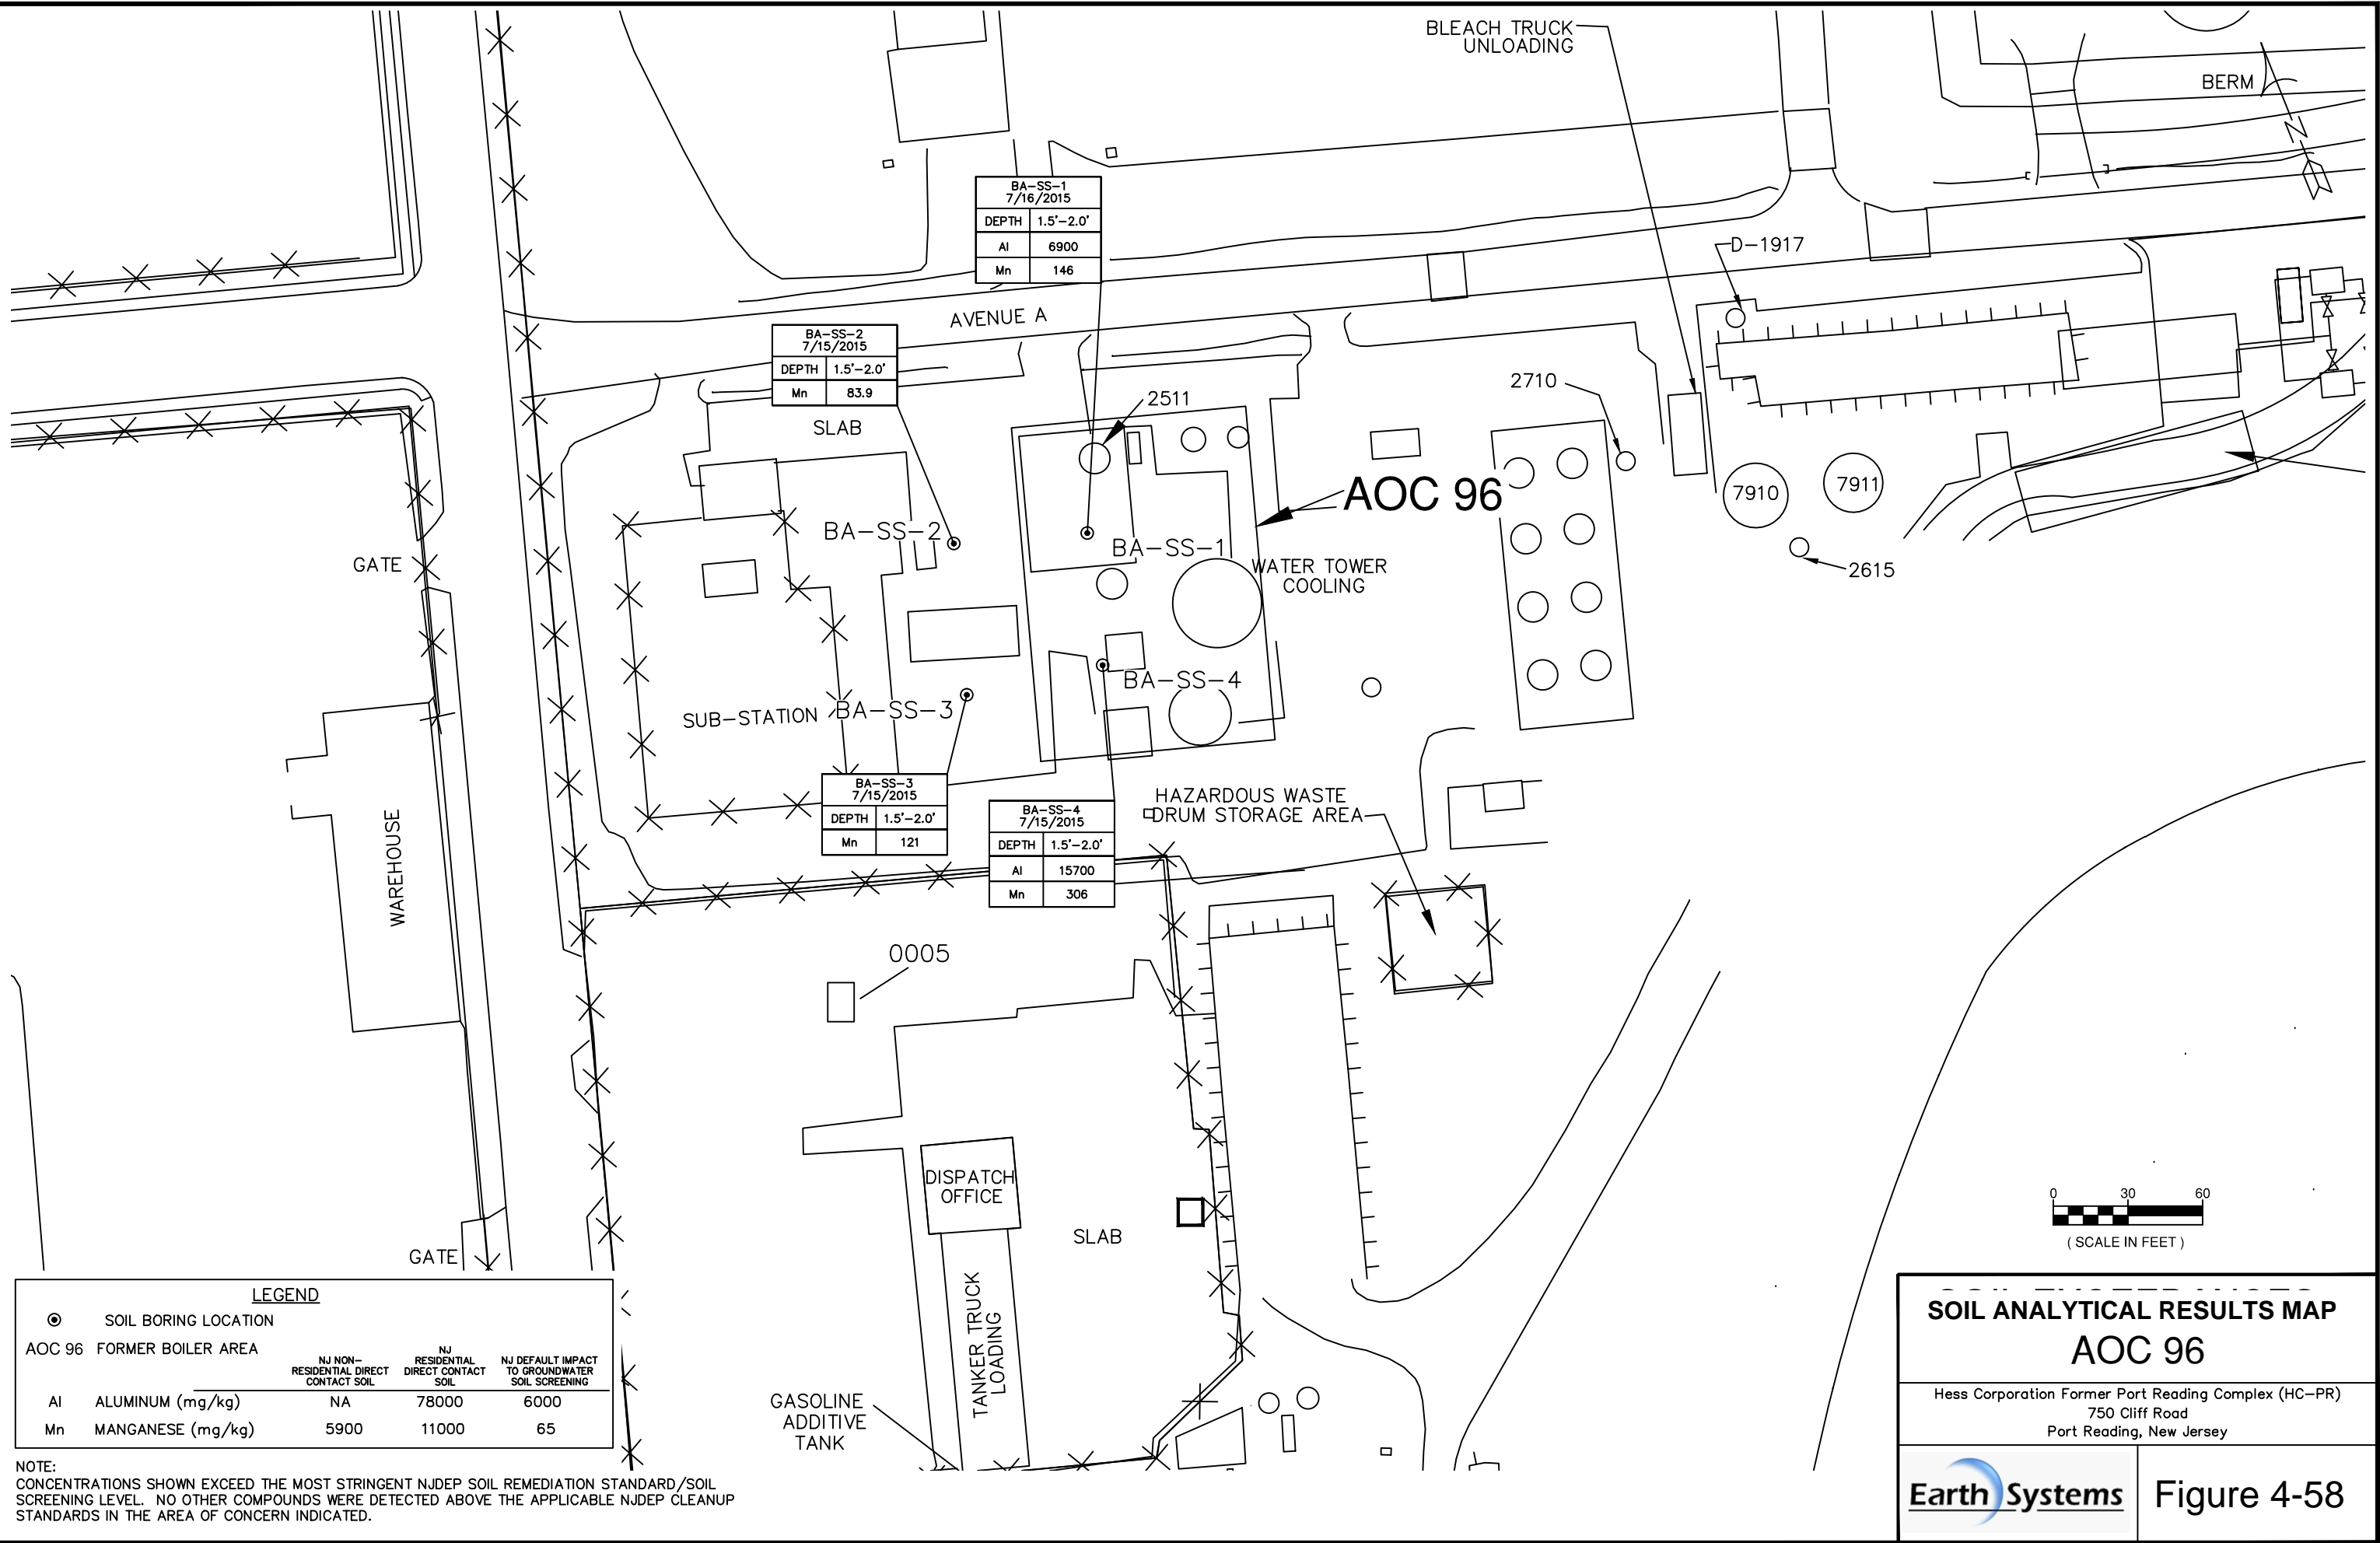 BLEACH TRUCK
UNLOADING
BERM
N
BA-SS-1
7/16/2015
DEPTH 1.5'-2.0'
Al 6900
Mn 146
D-1917
AVENUE A
BA-SS-2
7/15/2015
DEPTH 1.5'-2.0'
Mn 83.9
SLAB
2511
2710
AOC 96
7910
7911
BA-SS-2
BA-SS-1
GATE
WATER TOWER
COOLING
2615
BA-SS-4
SUB-STATION
BA-SS-3
BA-SS-3
7/15/2015
DEPTH 1.5'-2.0'
Mn 121
BA-SS-4
7/15/2015
DEPTH 1.5'-2.0'
Al 15700
Mn 306
HAZARDOUS WASTE
DRUM STORAGE AREA
WAREHOUSE
0005
DISPATCH
OFFICE
SLAB
GATE
TANKER TRUCK
LOADING
GASOLINE
ADDITIVE
TANK
0 30 60
( SCALE IN FEET )
LEGEND
SOIL BORING LOCATION
AOC 96 FORMER BOILER AREA
NJ NON-
RESIDENTIAL DIRECT
CONTACT SOIL
NJ
RESIDENTIAL
DIRECT CONTACT
SOIL
NJ DEFAULT IMPACT
TO GROUNDWATER
SOIL SCREENING
Al ALUMINUM (mg/kg) NA 78000 6000
Mn MANGANESE (mg/kg) 5900 11000 65
NOTE:
CONCENTRATIONS SHOWN EXCEED THE MOST STRINGENT NJDEP SOIL REMEDIATION STANDARD/SOIL
SCREENING LEVEL. NO OTHER COMPOUNDS WERE DETECTED ABOVE THE APPLICABLE NJDEP CLEANUP
STANDARDS IN THE AREA OF CONCERN INDICATED.
SOIL ANALYTICAL RESULTS MAP
AOC 96
Hess Corporation Former Port Reading Complex (HC-PR)
750 Cliff Road
Port Reading, New Jersey
Earth Systems
Figure 4-58